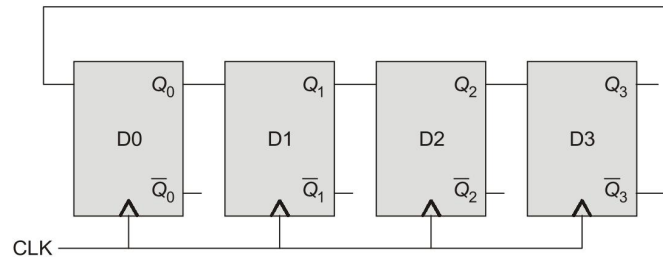 Q₀ Q₁ Q₂ Q₃
D0 D1 D2 D3
Q̅₀ Q̅₁ Q̅₂ Q̅₃
CLK